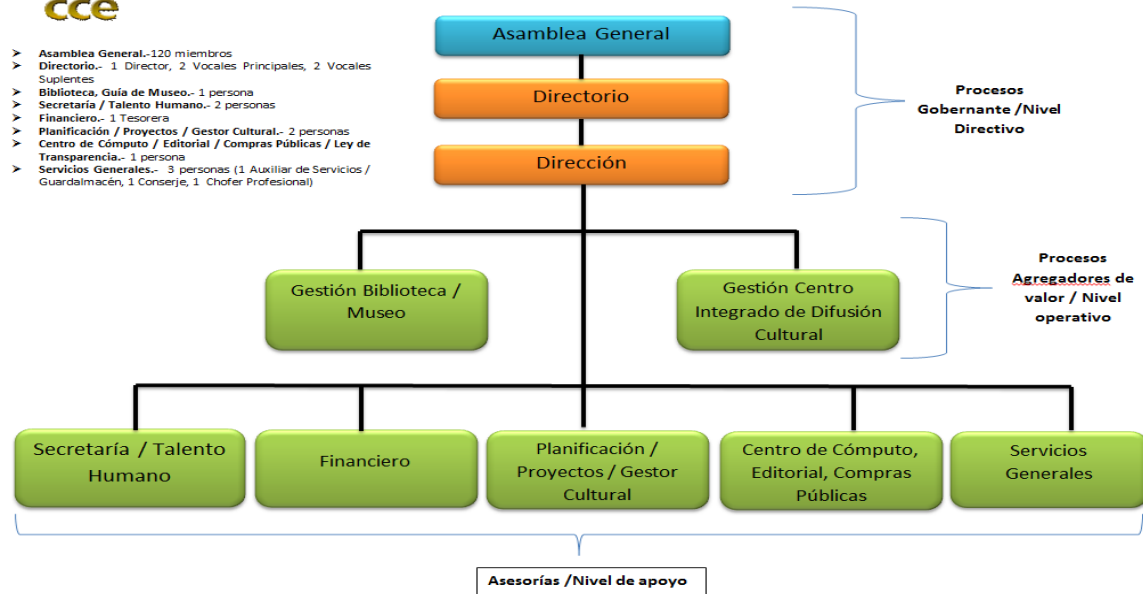 cce
Asamblea General.-120 miembros
Directorio.- 1 Director, 2 Vocales Principales, 2 Vocales
Suplentes
Biblioteca, Guía de Museo.- 1 persona
Secretaría / Talento Humano.- 2 personas
Financiero.- 1 Tesorera
Planificación / Proyectos / Gestor Cultural.- 2 personas
Centro de Cómputo / Editorial / Compras Públicas / Ley de
Transparencia.- 1 persona
Servicios Generales.- 3 personas (1 Auxiliar de Servicios /
Guardalmacén, 1 Conserje, 1 Chofer Profesional)
Asamblea General
Directorio
Dirección
Procesos
Gobernante /Nivel
Directivo
Gestión Biblioteca /
Museo
Gestión Centro
Integrado de Difusión
Cultural
Procesos
Agregadores de
valor / Nivel
operativo
Secretaría / Talento
Humano
Financiero
Planificación /
Proyectos / Gestor
Cultural
Centro de Cómputo,
Editorial, Compras
Públicas
Servicios
Generales
Asesorías /Nivel de apoyo